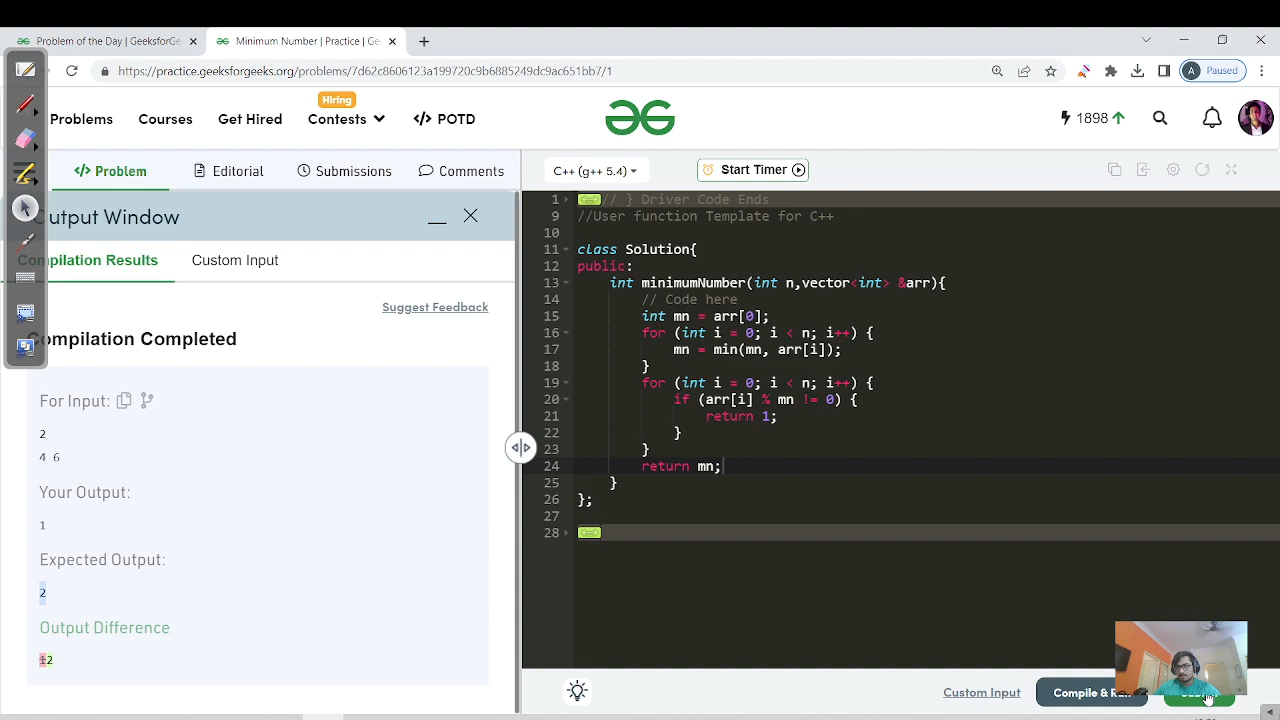 Problem of the Day | GeeksforGe
Minimum Number | Practice | Ge
https://practice.geeksforgeeks.org/problems/7d62c8606123a199720c9b685249dc9ac651bb7/1
A Paused
Problems
Courses
Get Hired
Hiring
Contests
</> POTD
1898
</> Problem
Editorial
Submissions
Comments
C++ (g++ 5.4)
Start Timer
utput Window
Compilation Results
Custom Input
Suggest Feedback
Compilation Completed
For Input:
2
4 6
Your Output:
1
Expected Output:
2
Output Difference
12
1 // } Driver Code Ends
9 //User function Template for C++
10
11 class Solution{
12 public:
13 int minimumNumber(int n,vector<int> &arr){
14 // Code here
15 int mn = arr[0];
16 for (int i = 0; i < n; i++) {
17 mn = min(mn, arr[i]);
18 }
19 for (int i = 0; i < n; i++) {
20 if (arr[i] % mn != 0) {
21 return 1;
22 }
23 }
24 return mn;
25 }
26 };
27
28
Custom Input
Compile & R